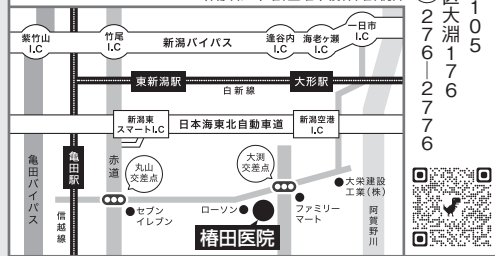 105
区大淵176
276―2776
紫竹山
I.C
竹尾
I.C
新潟バイパス
逢谷内
I.C
海老ヶ瀬
I.C
一日市
I.C
東新潟駅
白新線
大形駅
新潟東
スマートI.C
日本海東北自動車道
新潟空港
I.C
亀田バイパス
亀田駅
信越線
赤道
丸山
交差点
大渕
交差点
セブン
イレブン
ローソン
ファミリー
マート
大栄建設
工業(株)
阿賀野川
椿田医院